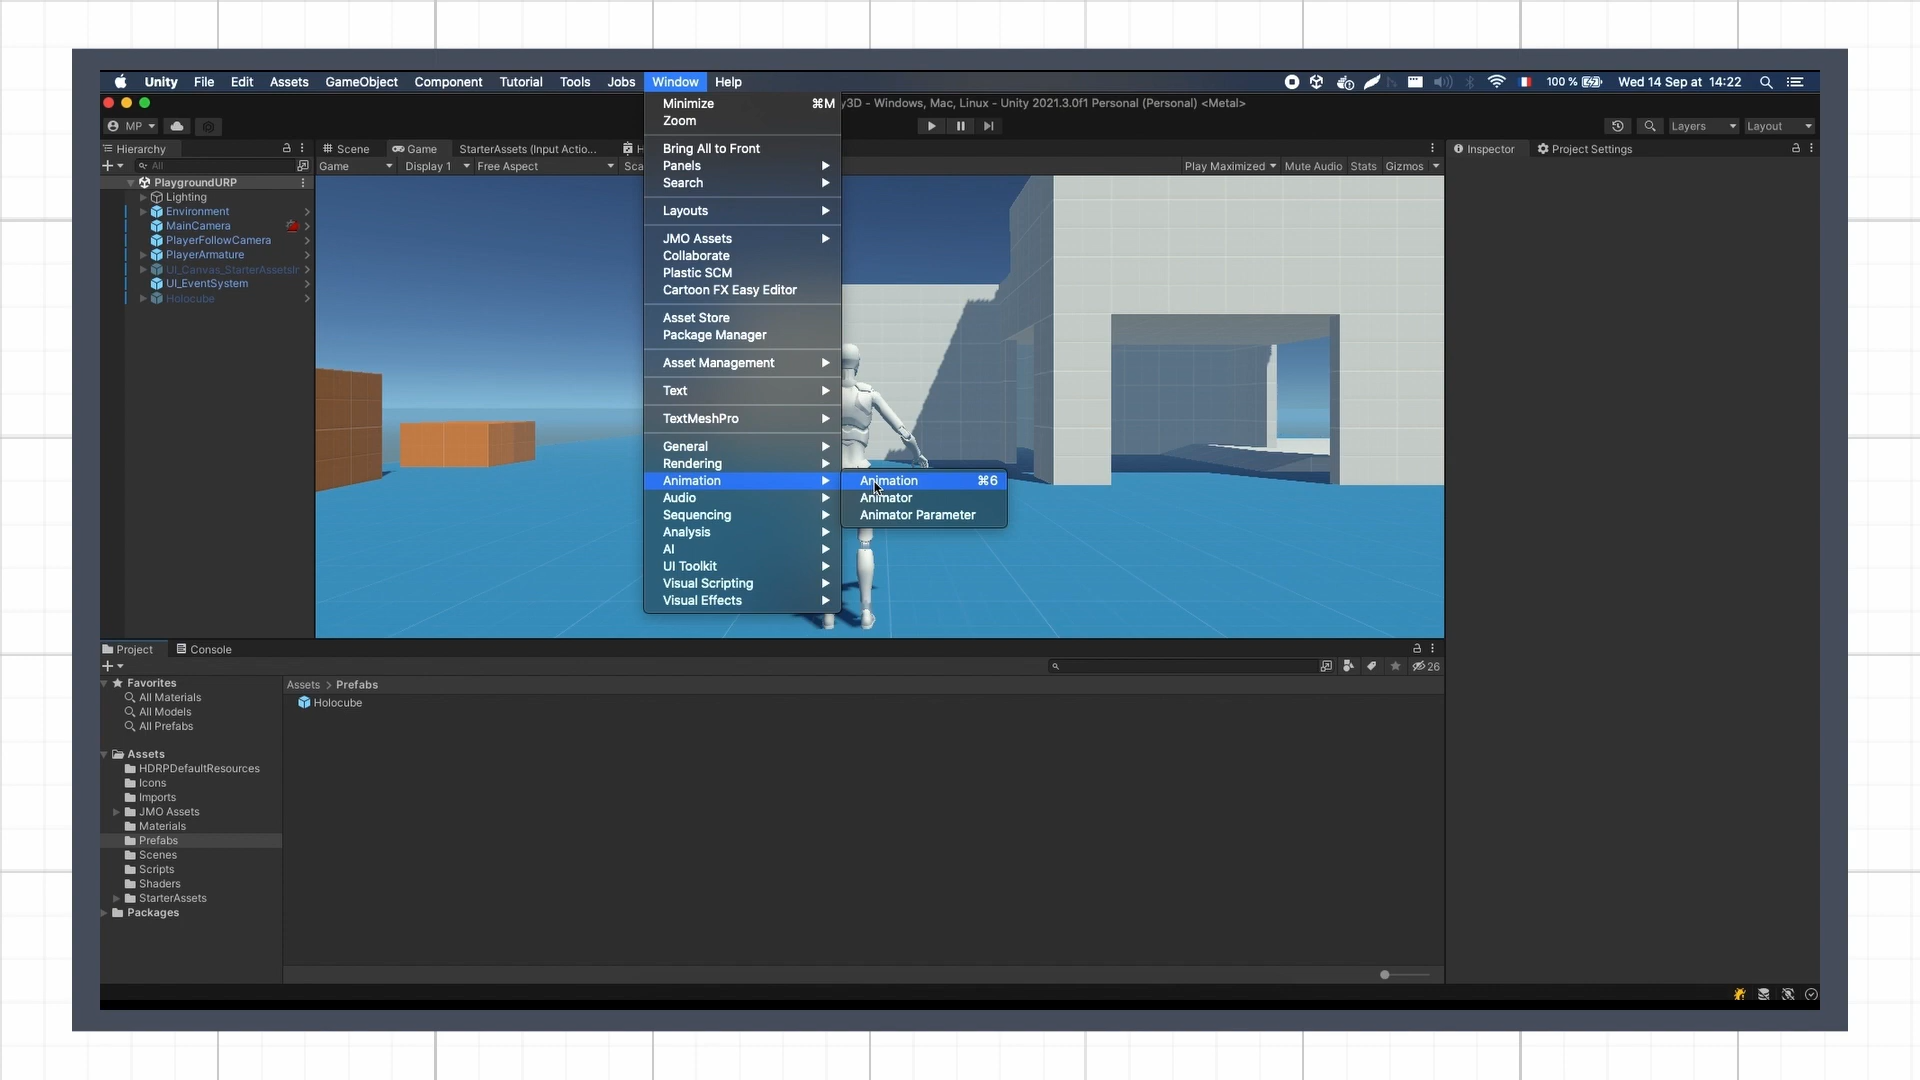 Unity File Edit Assets GameObject Component Tutorial Tools Jobs Window Help
100 % Wed 14 Sep at 14:22
y3D - Windows, Mac, Linux - Unity 2021.3.0f1 Personal (Personal) <Metal>
MP
Layers
Layout
Hierarchy
All
PlaygroundURP
Lighting
Environment
MainCamera
PlayerFollowCamera
PlayerArmature
UI_Canvas_StarterAssetsIn
UI_EventSystem
Holocube
Scene Game StarterAssets (Input Actio...
Game Display 1 Free Aspect Sca
Play Maximized Mute Audio Stats Gizmos
Minimize ⌘M
Zoom
Bring All to Front
Panels
Search
Layouts
JMO Assets
Collaborate
Plastic SCM
Cartoon FX Easy Editor
Asset Store
Package Manager
Asset Management
Text
TextMeshPro
General
Rendering
Animation
Audio
Sequencing
Analysis
AI
UI Toolkit
Visual Scripting
Visual Effects
Animation ⌘6
Animator
Animator Parameter
Inspector Project Settings
Project Console
26
Favorites
All Materials
All Models
All Prefabs
Assets
HDRPDefaultResources
Icons
Imports
JMO Assets
Materials
Prefabs
Scenes
Scripts
Shaders
StarterAssets
Packages
Assets > Prefabs
Holocube